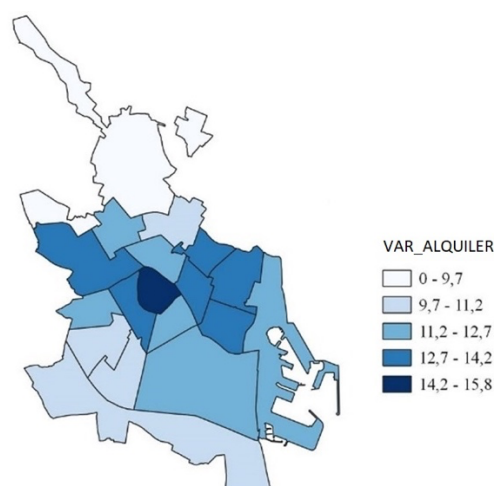 VAR_ALQUILER
0 - 9,7
9,7 - 11,2
11,2 - 12,7
12,7 - 14,2
14,2 - 15,8